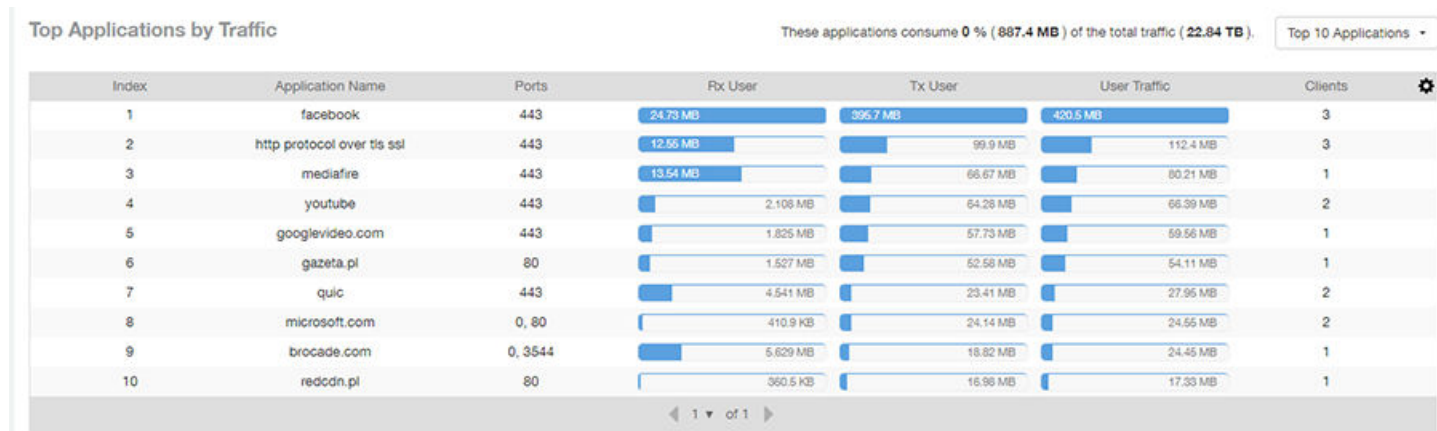 Top Applications by Traffic
These applications consume 0 % ( 887.4 MB ) of the total traffic ( 22.84 TB ).
Top 10 Applications
Index Application Name Ports Rx User Tx User User Traffic Clients
1 facebook 443 24.73 MB 395.7 MB 420.5 MB 3
2 http protocol over tls ssl 443 12.55 MB 99.9 MB 112.4 MB 3
3 mediafire 443 13.54 MB 66.67 MB 80.21 MB 1
4 youtube 443 2.108 MB 64.28 MB 66.39 MB 2
5 googlevideo.com 443 1.825 MB 57.73 MB 59.56 MB 1
6 gazeta.pl 80 1.527 MB 52.58 MB 54.11 MB 1
7 quic 443 4.541 MB 23.41 MB 27.95 MB 2
8 microsoft.com 0, 80 410.9 KB 24.14 MB 24.55 MB 2
9 brocade.com 0, 3544 5.629 MB 18.82 MB 24.45 MB 1
10 redcdn.pl 80 360.5 KB 16.98 MB 17.33 MB 1
1 of 1